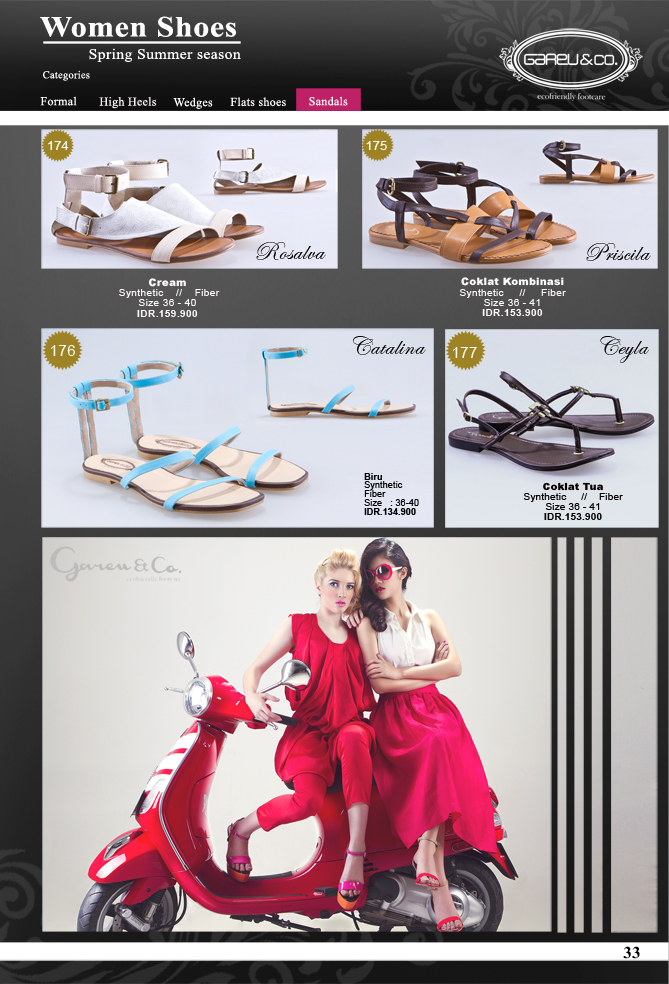 Women Shoes
Spring Summer season
Categories
Formal High Heels Wedges Flats shoes Sandals
GAREU & CO.
ecofriendly footcare
174
Rosalva
Cream
Synthetic // Fiber
Size 36 - 40
IDR.159.900
175
Priscila
Coklat Kombinasi
Synthetic // Fiber
Size 36 - 41
IDR.153.900
176
Catalina
Biru
Synthetic
Fiber
Size : 36-40
IDR.134.900
177
Ceyla
Coklat Tua
Synthetic // Fiber
Size 36 - 41
IDR.153.900
Gareu & Co.
ecofriendly footcare
33